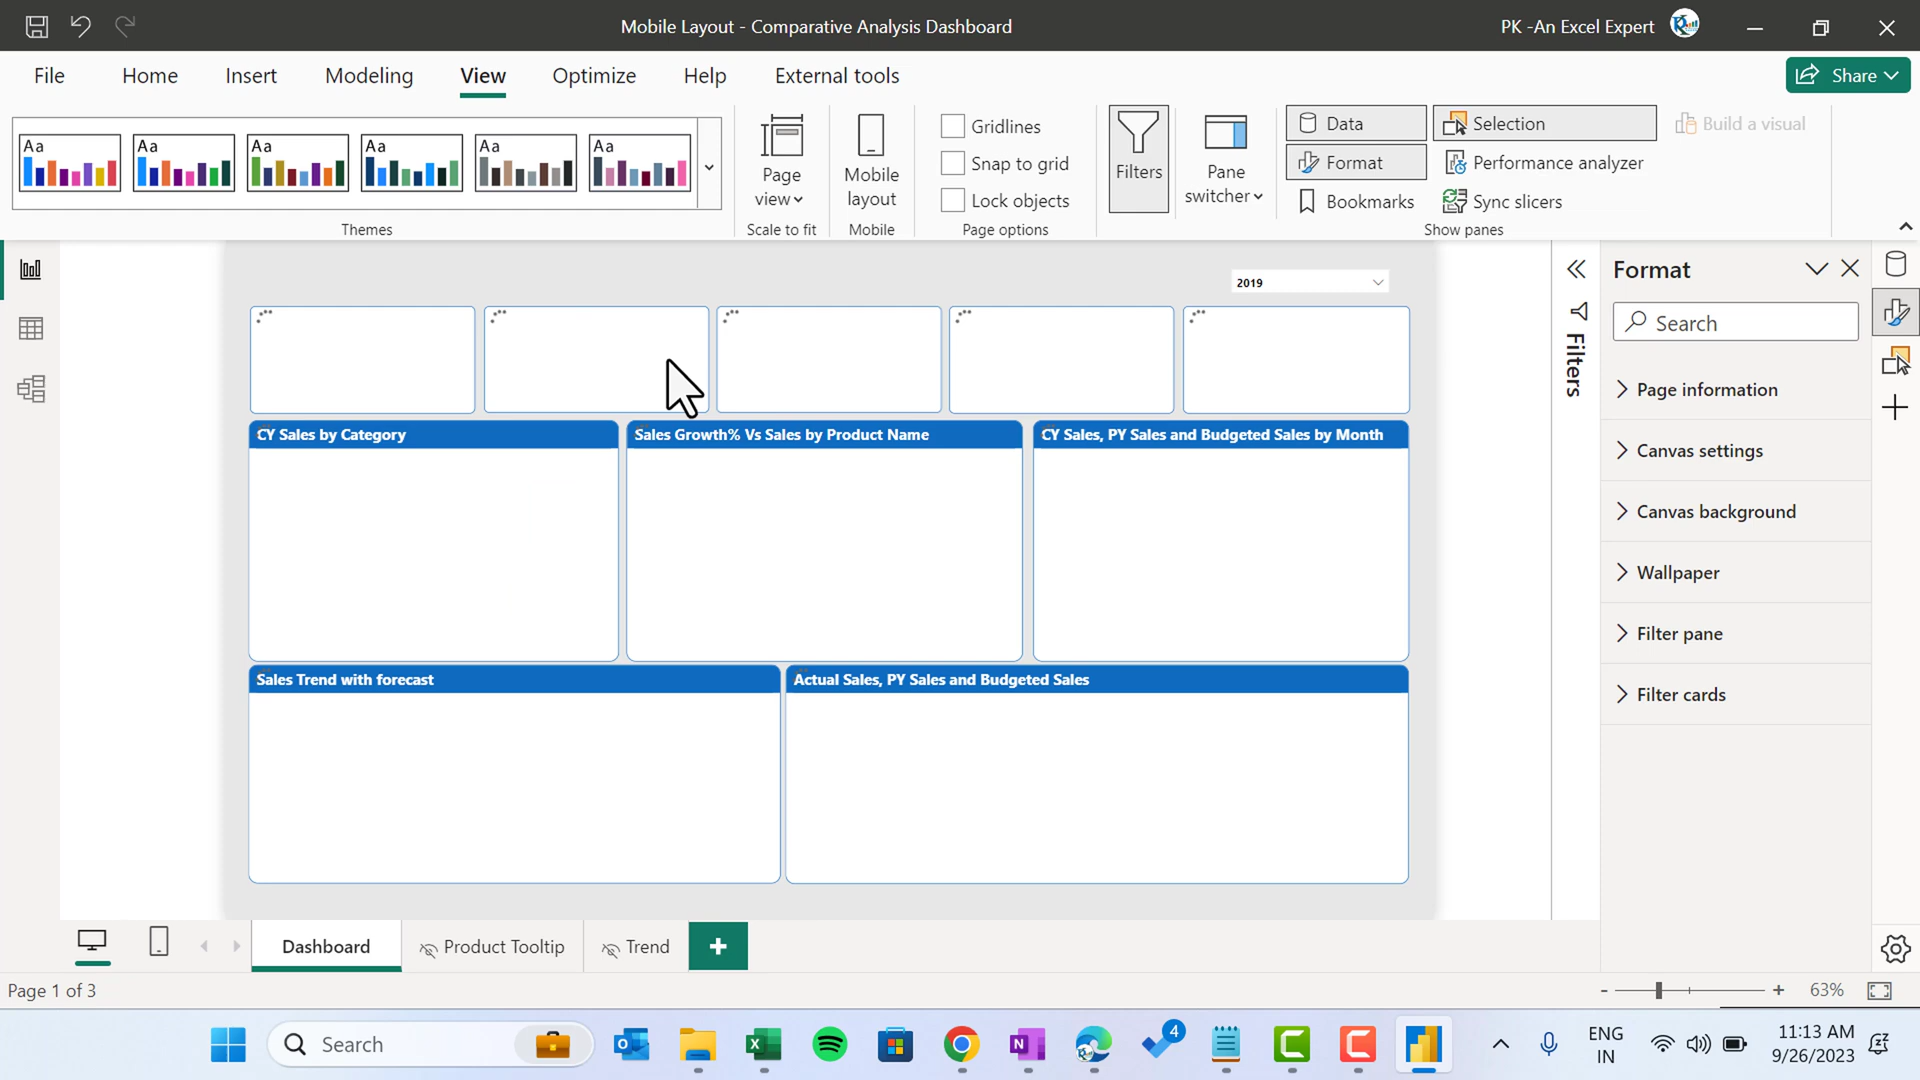 Mobile Layout - Comparative Analysis Dashboard
PK -An Excel Expert
File
Home
Insert
Modeling
View
Optimize
Help
External tools
Share
Aa
Aa
Aa
Aa
Aa
Aa
Themes
Page
view
Scale to fit
Mobile
layout
Mobile
Gridlines
Snap to grid
Lock objects
Page options
Filters
Pane
switcher
Data
Format
Bookmarks
Selection
Performance analyzer
Sync slicers
Build a visual
Show panes
2019
CY Sales by Category
Sales Growth% Vs Sales by Product Name
CY Sales, PY Sales and Budgeted Sales by Month
Sales Trend with forecast
Actual Sales, PY Sales and Budgeted Sales
Filters
Format
Search
Page information
Canvas settings
Canvas background
Wallpaper
Filter pane
Filter cards
Dashboard
Product Tooltip
Trend
Page 1 of 3
63%
Search
4
ENG
IN
11:13 AM
9/26/2023